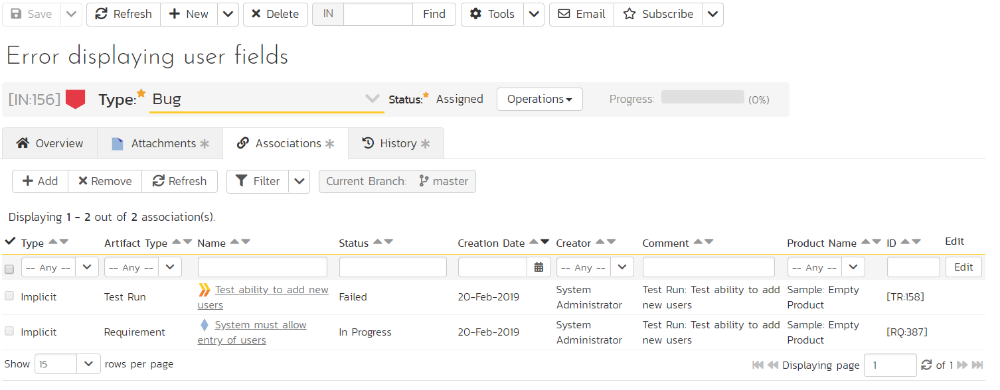 Save Refresh New Delete IN Find Tools Email Subscribe
Error displaying user fields
[IN:156] Type: Bug Status: Assigned Operations Progress: (0%)
Overview Attachments Associations History
Add Remove Refresh Filter Current Branch: master
Displaying 1 - 2 out of 2 association(s).
Type Artifact Type Name Status Creation Date Creator Comment Product Name ID Edit
-- Any -- -- Any -- -- Any -- -- Any -- Edit
Implicit Test Run Test ability to add new users Failed 20-Feb-2019 System Administrator Test Run: Test ability to add new users Sample: Empty Product [TR:158]
Implicit Requirement System must allow entry of users In Progress 20-Feb-2019 System Administrator Test Run: Test ability to add new users Sample: Empty Product [RQ:387]
Show 15 rows per page Displaying page 1 of 1